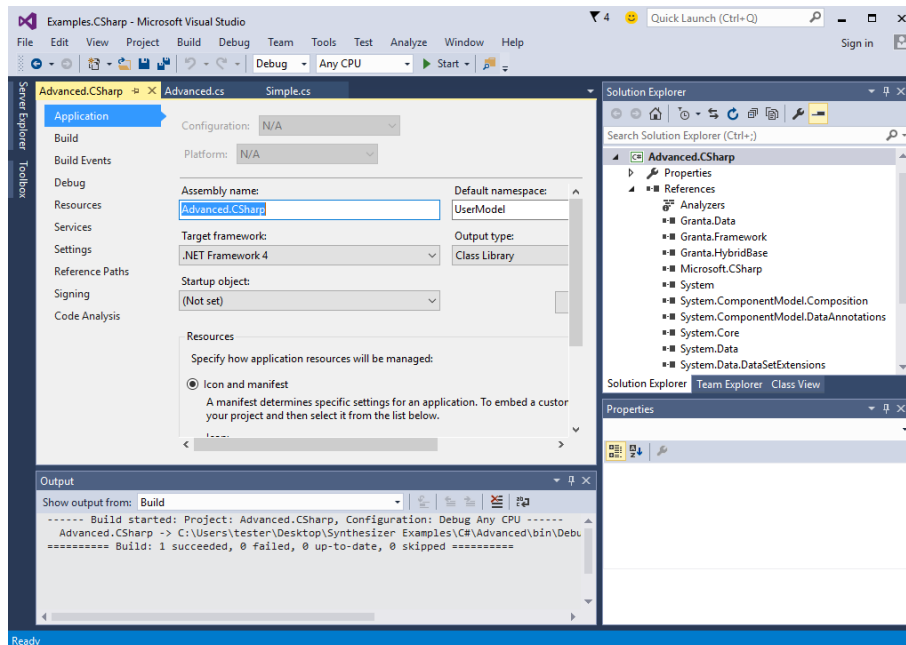 Examples.CSharp - Microsoft Visual Studio
4
Quick Launch (Ctrl+Q)
File Edit View Project Build Debug Team Tools Test Analyze Window Help
Sign in
Debug Any CPU Start
Server Explorer
Toolbox
Advanced.CSharp Advanced.cs Simple.cs
Application
Build
Build Events
Debug
Resources
Services
Settings
Reference Paths
Signing
Code Analysis
Configuration: N/A
Platform: N/A
Assembly name: Default namespace:
Advanced.CSharp UserModel
Target framework: Output type:
.NET Framework 4 Class Library
Startup object:
(Not set)
Resources
Specify how application resources will be managed:
Icon and manifest
A manifest determines specific settings for an application. To embed a custor
your project and then select it from the list below.
Solution Explorer
Search Solution Explorer (Ctrl+;)
C# Advanced.CSharp
Properties
References
Analyzers
Granta.Data
Granta.Framework
Granta.HybridBase
Microsoft.CSharp
System
System.ComponentModel.Composition
System.ComponentModel.DataAnnotations
System.Core
System.Data
System.Data.DataSetExtensions
Solution Explorer Team Explorer Class View
Properties
Output
Show output from: Build
------ Build started: Project: Advanced.CSharp, Configuration: Debug Any CPU ------
Advanced.CSharp -> C:\Users\tester\Desktop\Synthesizer Examples\C#\Advanced\bin\Debu
========== Build: 1 succeeded, 0 failed, 0 up-to-date, 0 skipped ==========
Ready